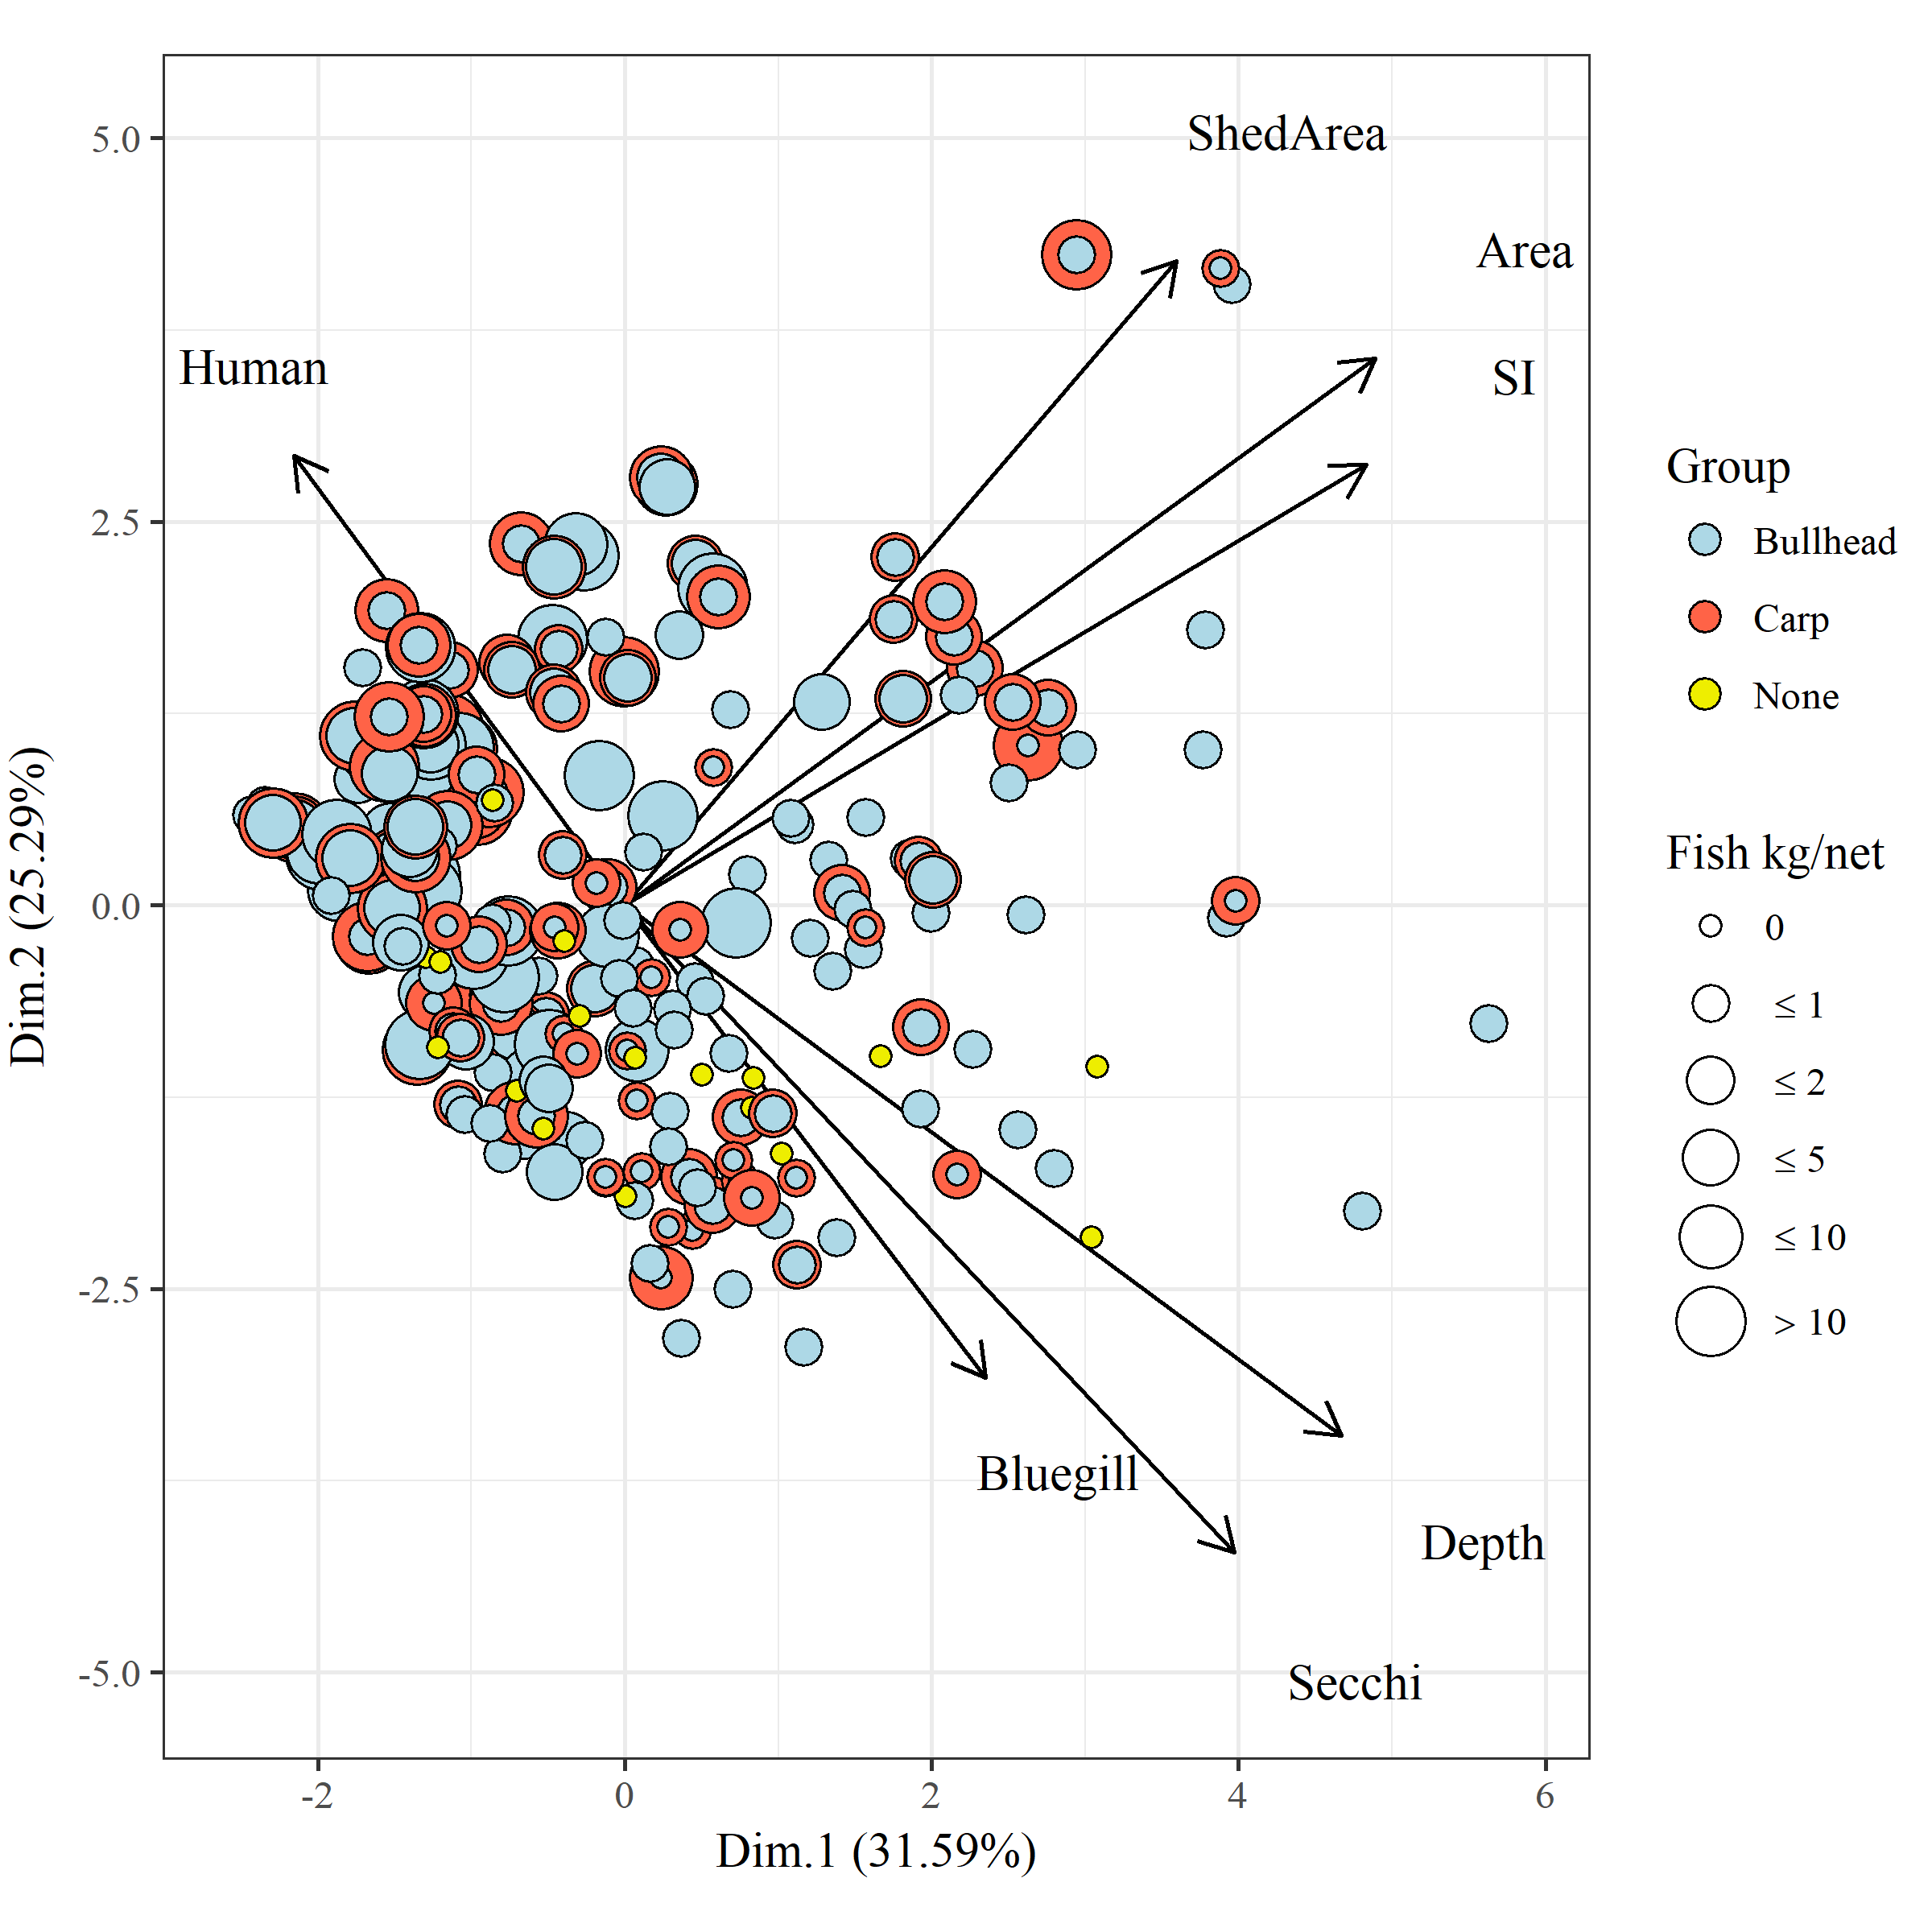 ShedArea
Area
SI
Human
Bluegill
Depth
Secchi
5.0
2.5
0.0
-2.5
-5.0
-2
0
2
4
6
Dim.1 (31.59%)
Dim.2 (25.29%)
Group
Bullhead
Carp
None
Fish kg/net
0
≤ 1
≤ 2
≤ 5
≤ 10
> 10